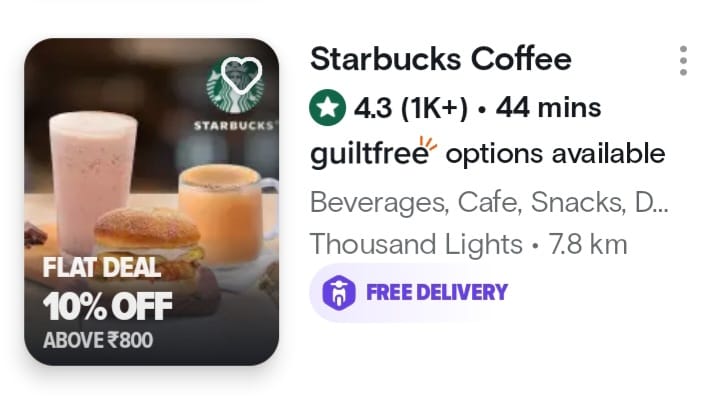 STARBUCKS
FLAT DEAL
10% OFF
ABOVE ₹800
Starbucks Coffee
4.3 (1K+) • 44 mins
guiltfree options available
Beverages, Cafe, Snacks, D...
Thousand Lights • 7.8 km
FREE DELIVERY